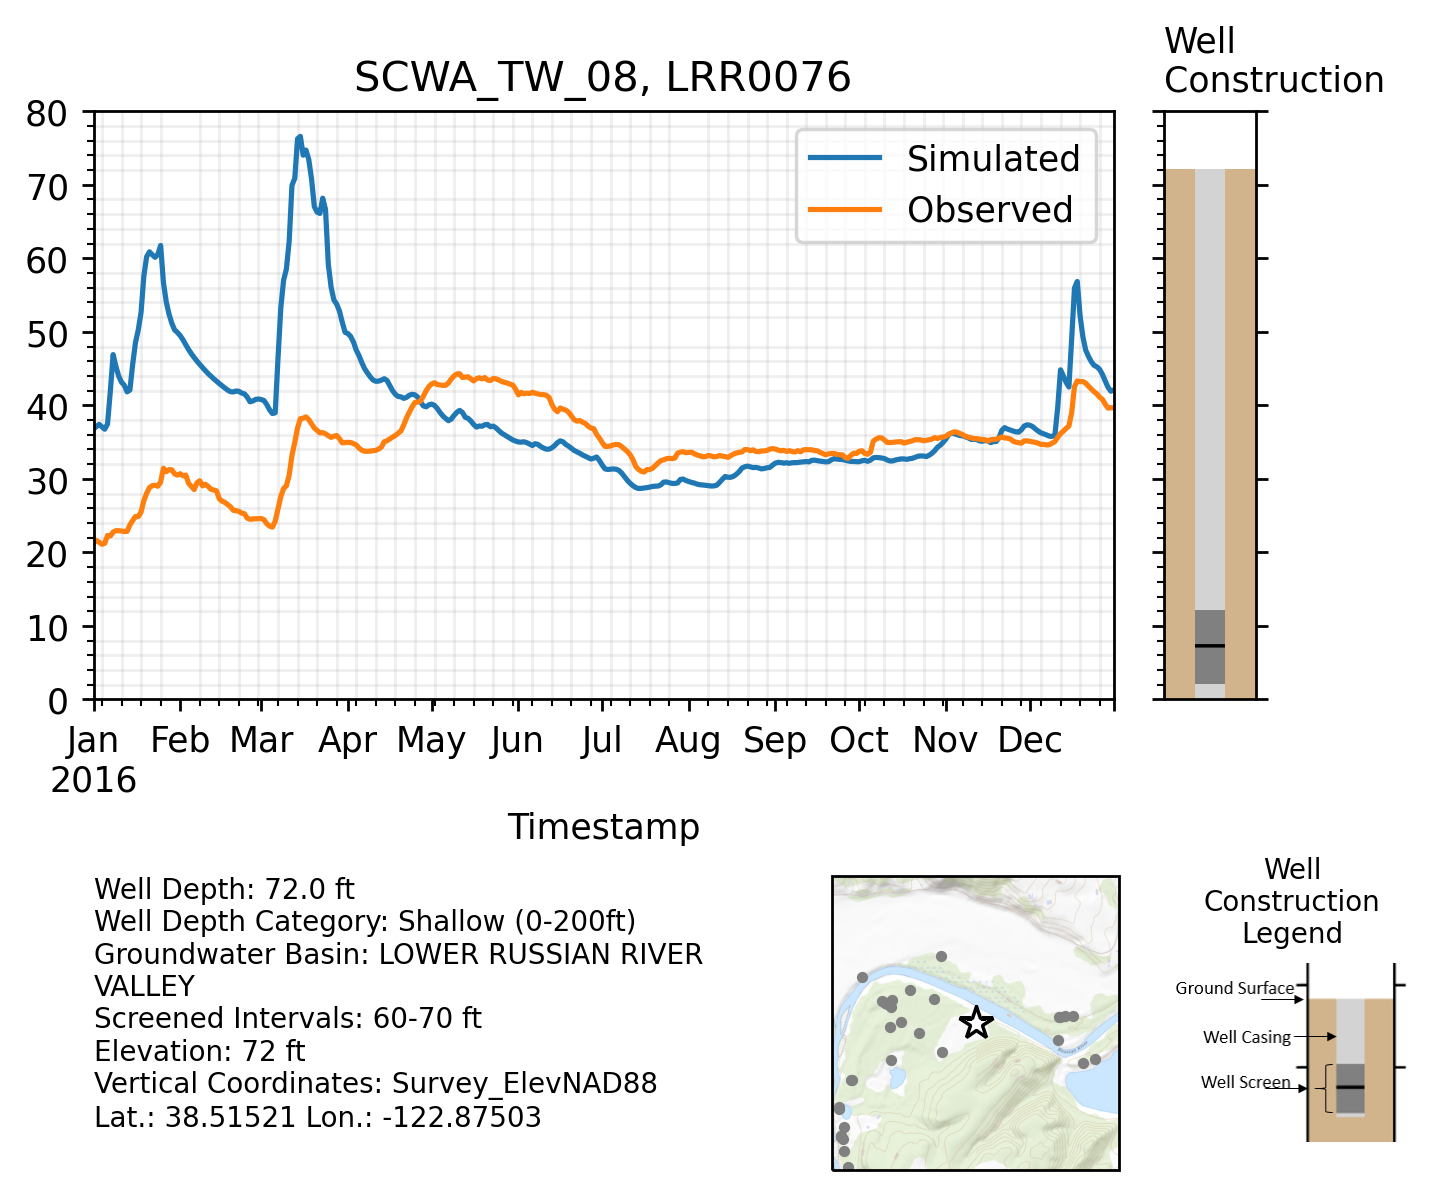 Well
Construction
SCWA_TW_08, LRR0076
80
70
60
50
40
30
20
10
0
Simulated
Observed
Jan Feb Mar Apr May Jun Jul Aug Sep Oct Nov Dec
2016
Timestamp
Well Depth: 72.0 ft
Well Depth Category: Shallow (0-200ft)
Groundwater Basin: LOWER RUSSIAN RIVER
VALLEY
Screened Intervals: 60-70 ft
Elevation: 72 ft
Vertical Coordinates: Survey_ElevNAD88
Lat.: 38.51521 Lon.: -122.87503
Russian River
Well
Construction
Legend
Ground Surface
Well Casing
Well Screen